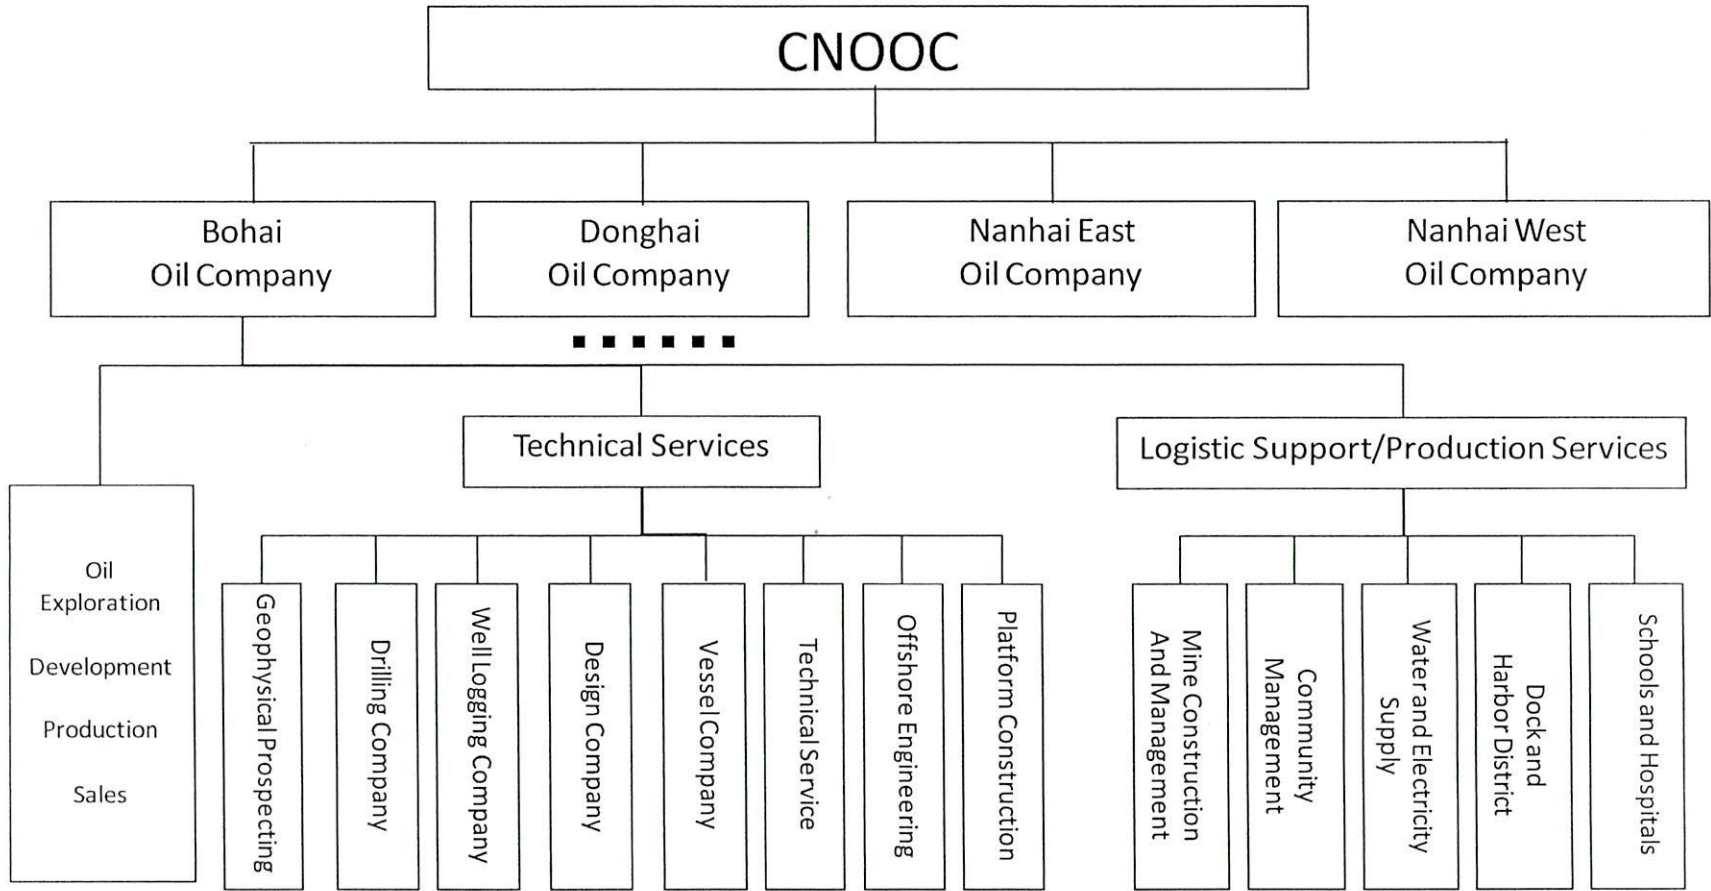 CNOOC
Bohai
Oil Company
Donghai
Oil Company
Nanhai East
Oil Company
Nanhai West
Oil Company
Technical Services
Logistic Support/Production Services
Oil
Exploration
Development
Production
Sales
Geophysical Prospecting
Drilling Company
Well Logging Company
Design Company
Vessel Company
Technical Service
Offshore Engineering
Platform Construction
Mine Construction
And Management
Community
Management
Water and Electricity
Supply
Dock and
Harbor District
Schools and Hospitals